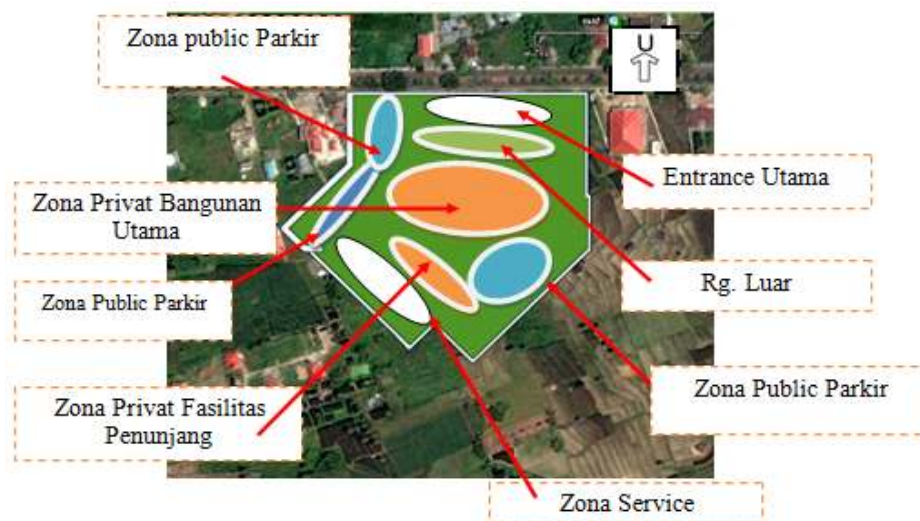 Zona public Parkir
U
Entrance Utama
Zona Privat Bangunan
Utama
Rg. Luar
Zona Public Parkir
Zona Public Parkir
Zona Privat Fasilitas
Penunjang
Zona Service